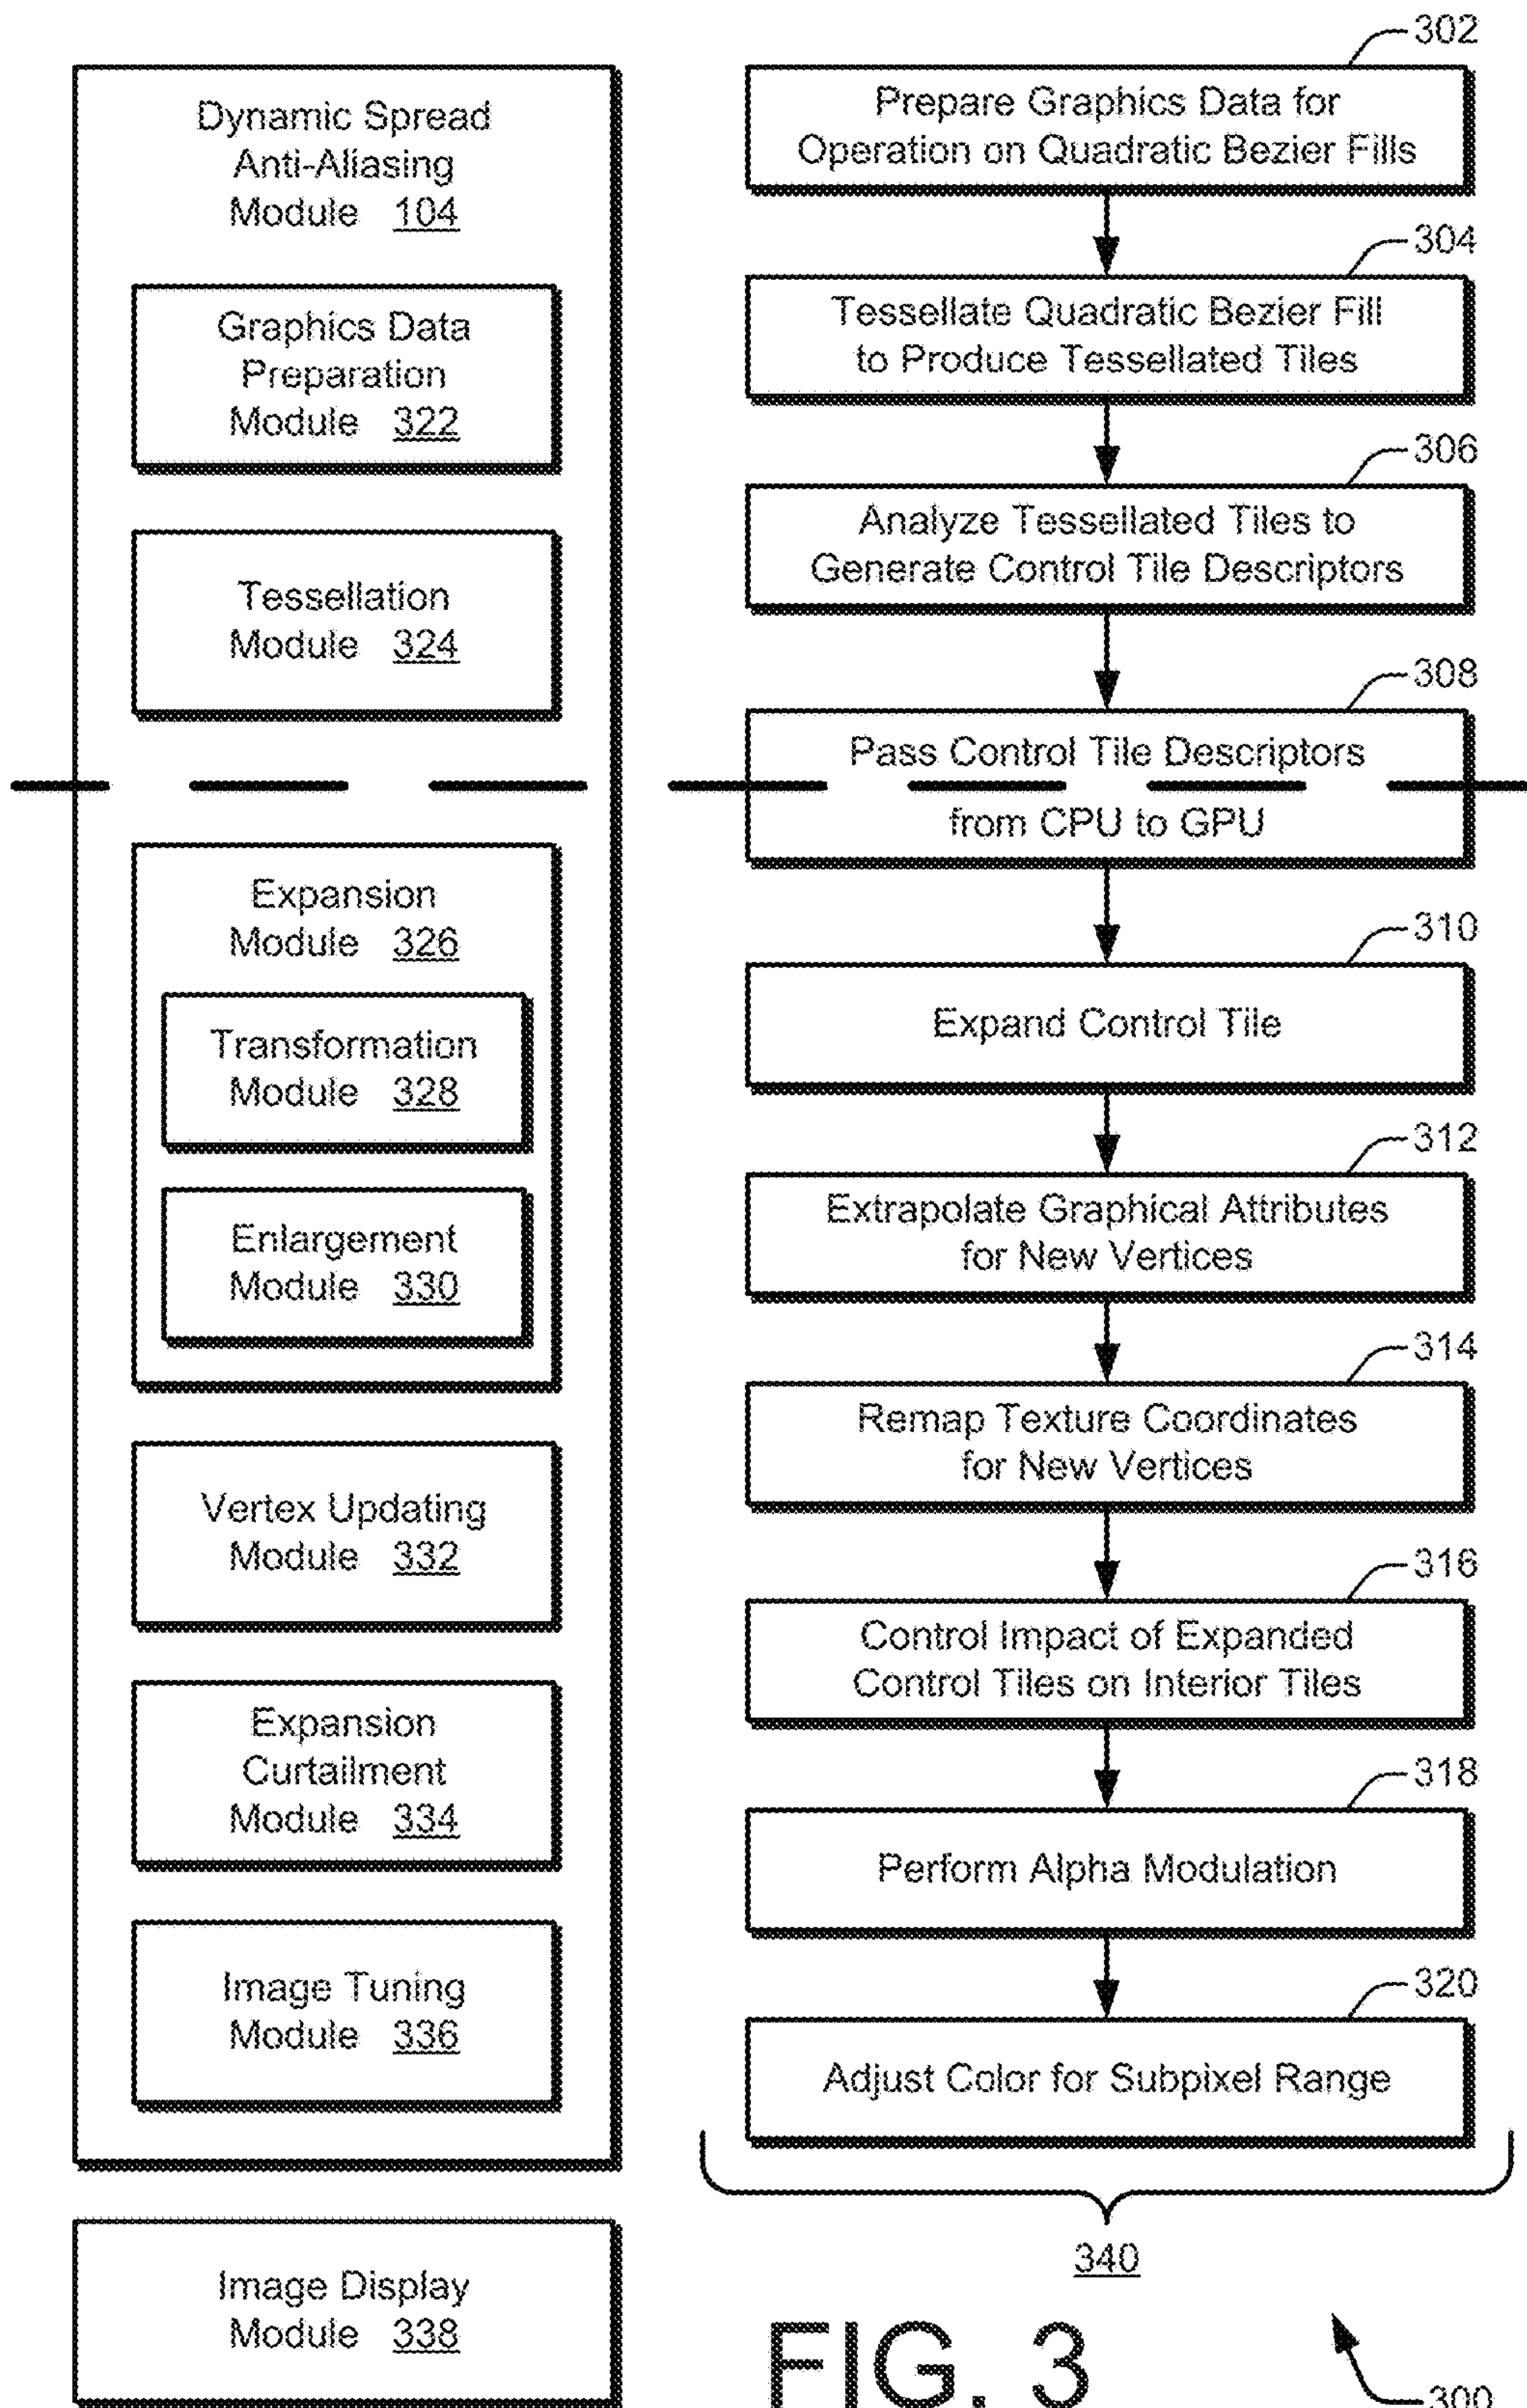 Dynamic Spread
Anti-Aliasing
Module 104
Graphics Data
Preparation
Module 322
Tessellation
Module 324
Expansion
Module 326
Transformation
Module 328
Enlargement
Module 330
Vertex Updating
Module 332
Expansion
Curtailment
Module 334
Image Tuning
Module 336
Image Display
Module 338
302
Prepare Graphics Data for
Operation on Quadratic Bezier Fills
304
Tessellate Quadratic Bezier Fill
to Produce Tessellated Tiles
306
Analyze Tessellated Tiles to
Generate Control Tile Descriptors
308
Pass Control Tile Descriptors
from CPU to GPU
310
Expand Control Tile
312
Extrapolate Graphical Attributes
for New Vertices
314
Remap Texture Coordinates
for New Vertices
316
Control Impact of Expanded
Control Tiles on Interior Tiles
318
Perform Alpha Modulation
320
Adjust Color for Subpixel Range
340
FIG. 3
300